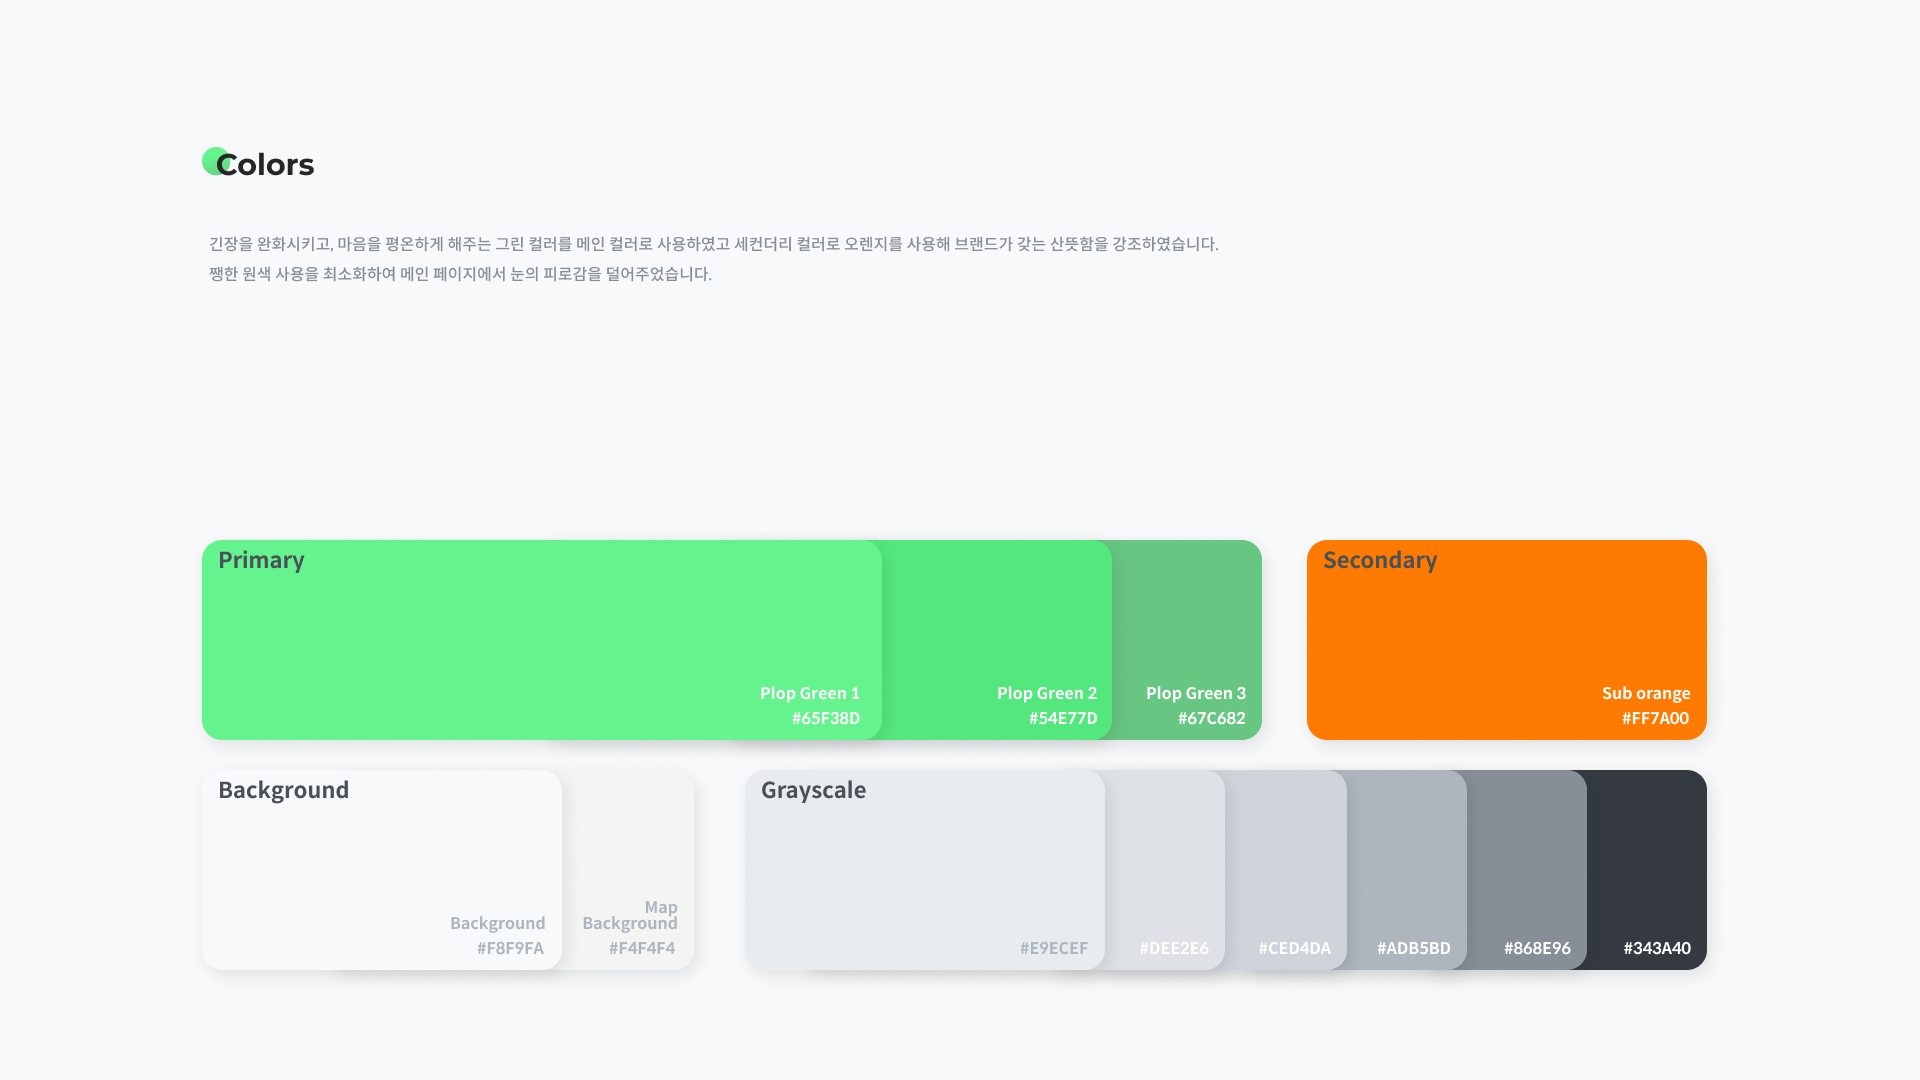 Colors
긴장을 완화시키고, 마음을 평온하게 해주는 그린 컬러를 메인 컬러로 사용하였고 세컨더리 컬러로 오렌지를 사용해 브랜드가 갖는 산뜻함을 강조하였습니다.
쨍한 원색 사용을 최소화하여 메인 페이지에서 눈의 피로감을 덜어주었습니다.
Primary
Plop Green 1
#65F38D
Plop Green 2
#54E77D
Plop Green 3
#67C682
Secondary
Sub orange
#FF7A00
Background
Background
#F8F9FA
Map
Background
#F4F4F4
Grayscale
#E9ECEF
#DEE2E6
#CED4DA
#ADB5BD
#868E96
#343A40